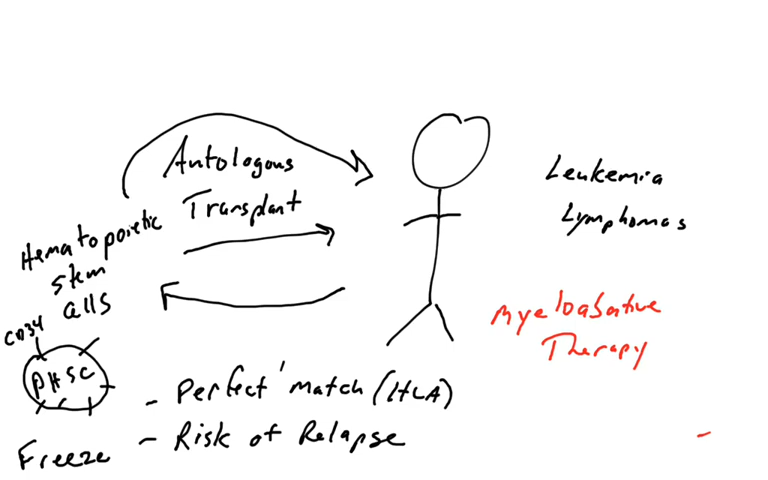 Autologous
Transplant
Hematopoietic
stem
cells
CD34
PHSC
Freeze
- Perfect match (HLA)
- Risk of Relapse
Leukemia
Lymphomas
Myeloablative
Therapy